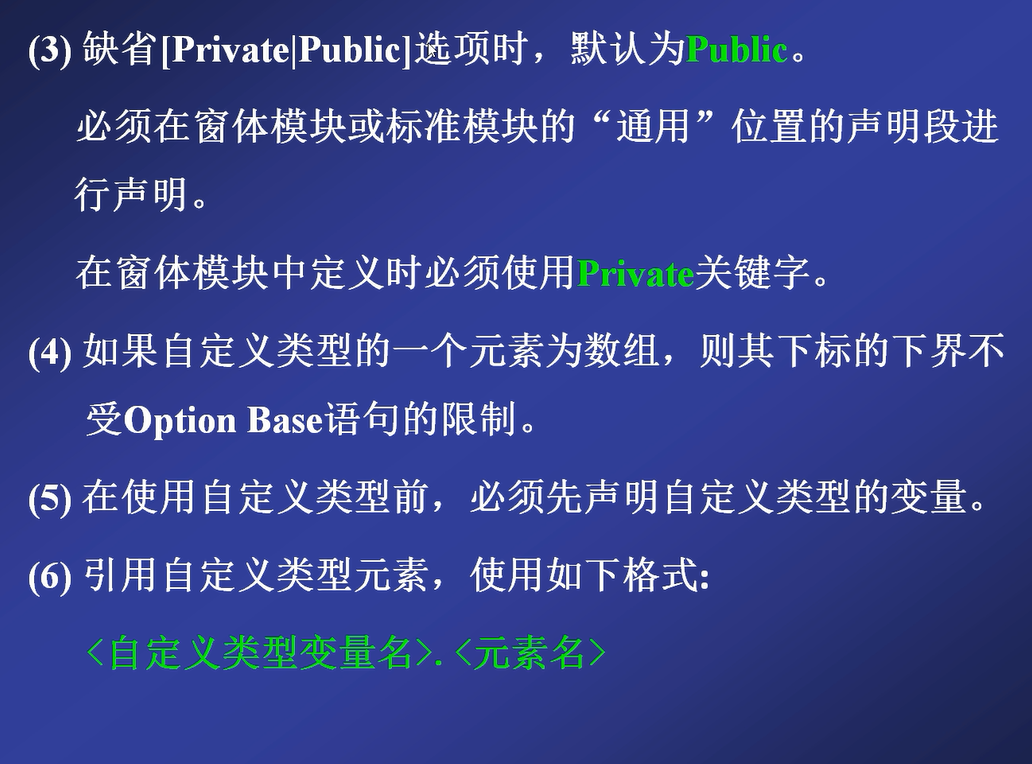 (3) 缺省[Private|Public]选项时，默认为Public。
必须在窗体模块或标准模块的“通用”位置的声明段进
行声明。
在窗体模块中定义时必须使用Private关键字。
(4) 如果自定义类型的一个元素为数组，则其下标的下界不
受Option Base语句的限制。
(5) 在使用自定义类型前，必须先声明自定义类型的变量。
(6) 引用自定义类型元素，使用如下格式:
<自定义类型变量名>.<元素名>